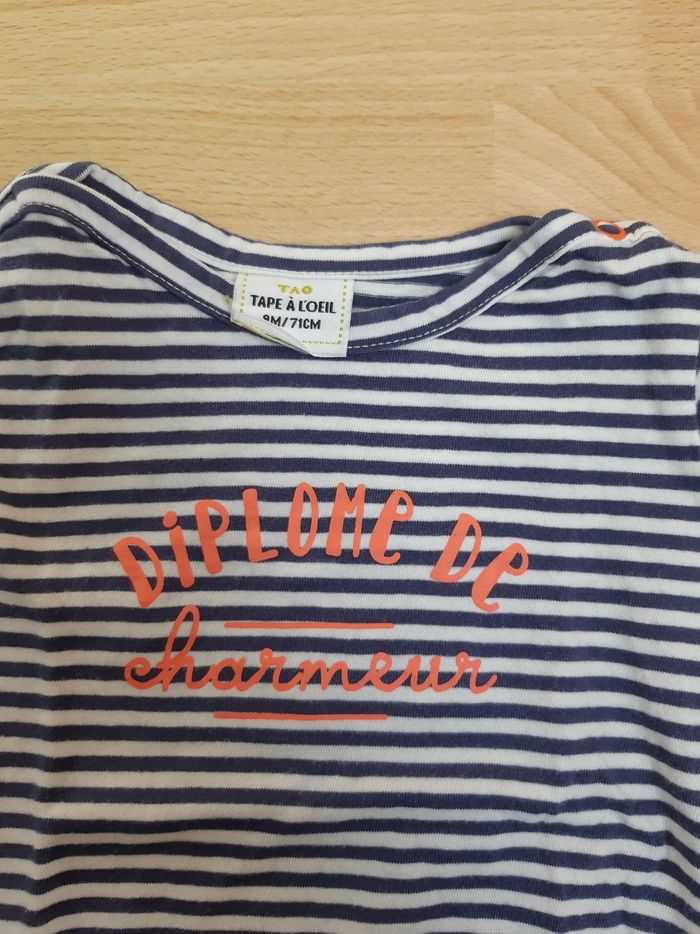 TAO
TAPE À L'OEIL
9M/71CM
DiPLOMe De
charmeur